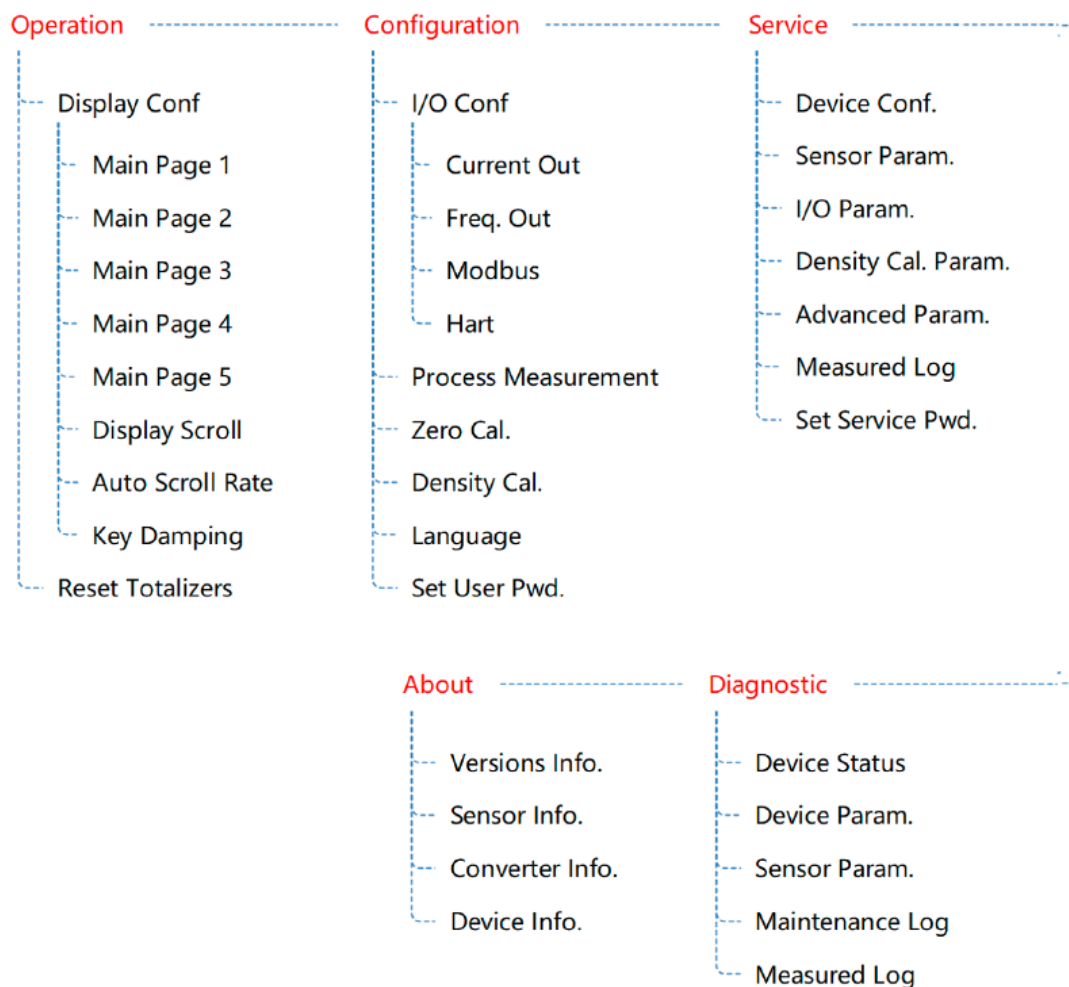 Operation
Display Conf
Main Page 1
Main Page 2
Main Page 3
Main Page 4
Main Page 5
Display Scroll
Auto Scroll Rate
Key Damping
Reset Totalizers
Configuration
I/O Conf
Current Out
Freq. Out
Modbus
Hart
Process Measurement
Zero Cal.
Density Cal.
Language
Set User Pwd.
Service
Device Conf.
Sensor Param.
I/O Param.
Density Cal. Param.
Advanced Param.
Measured Log
Set Service Pwd.
About
Versions Info.
Sensor Info.
Converter Info.
Device Info.
Diagnostic
Device Status
Device Param.
Sensor Param.
Maintenance Log
Measured Log